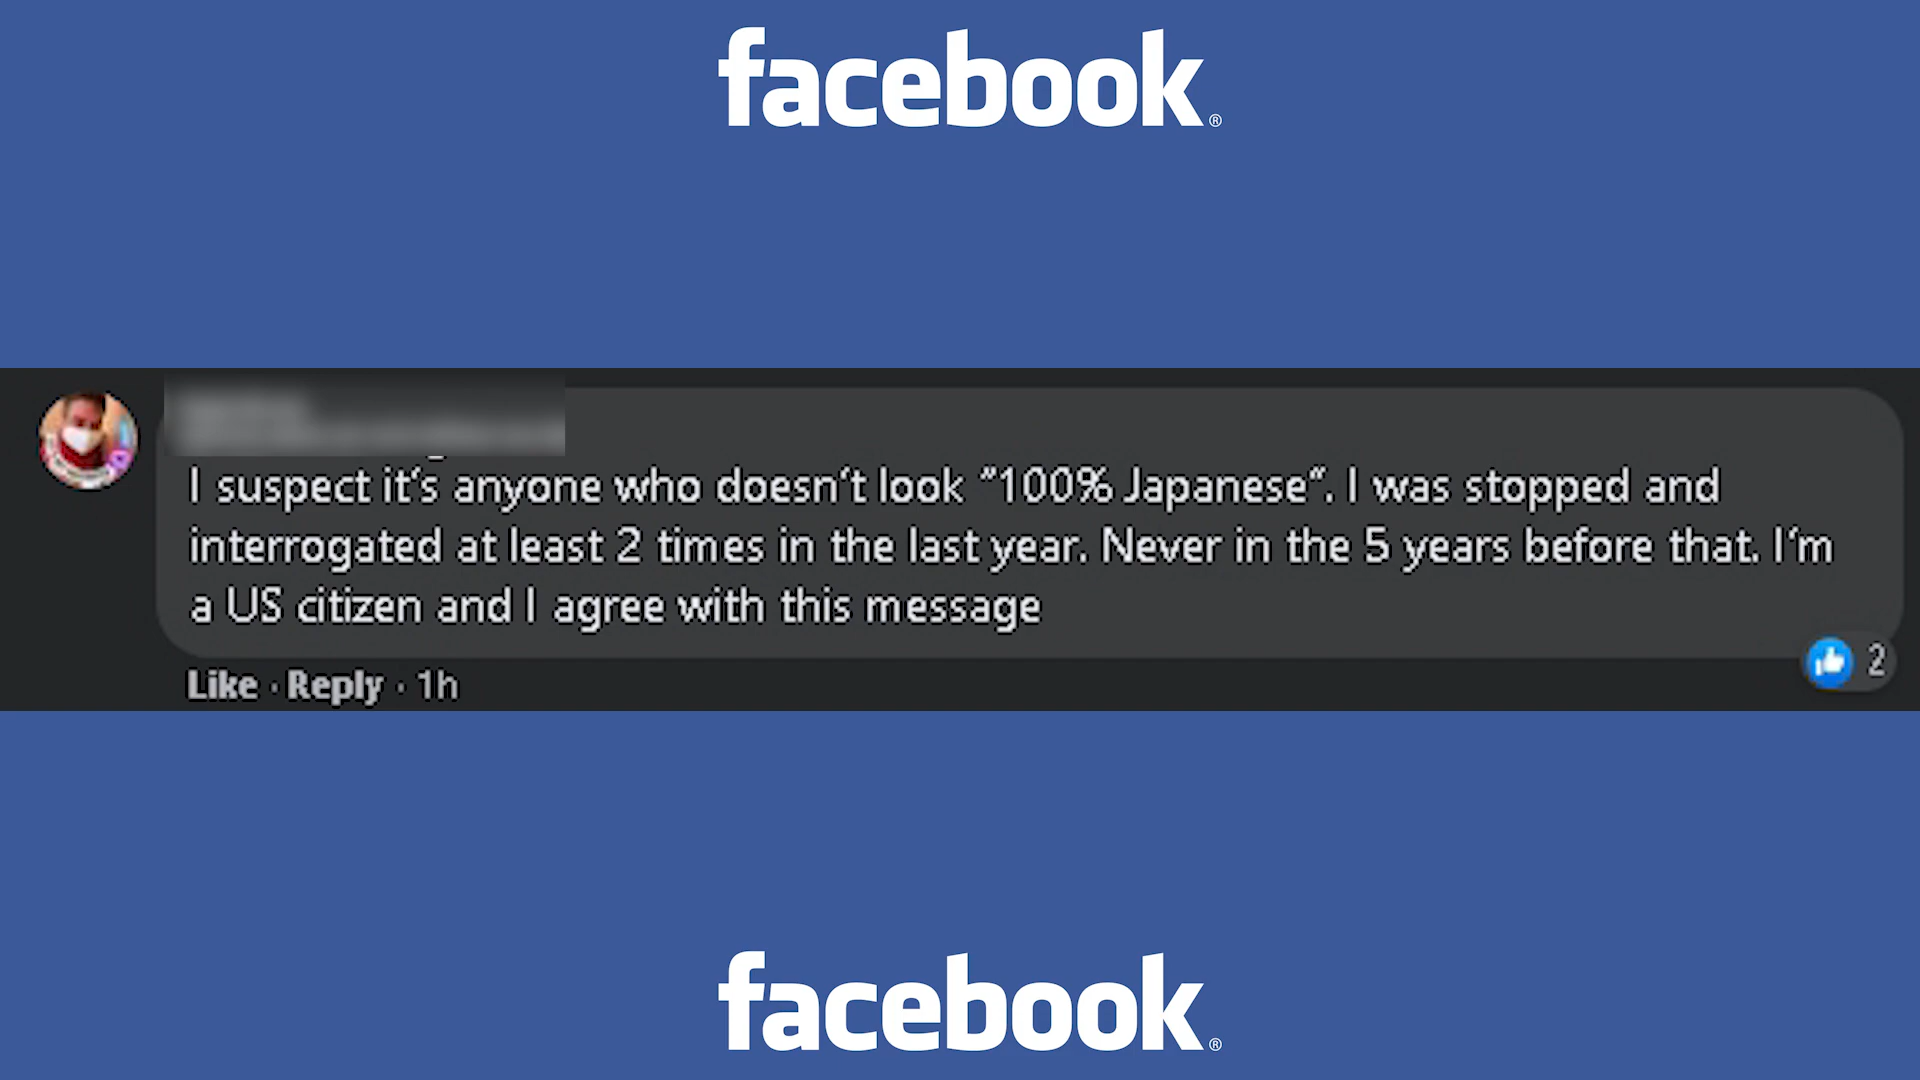 facebook®
I suspect it's anyone who doesn't look "100% Japanese". I was stopped and
interrogated at least 2 times in the last year. Never in the 5 years before that. I'm
a US citizen and I agree with this message
2
Like · Reply · 1h
facebook®